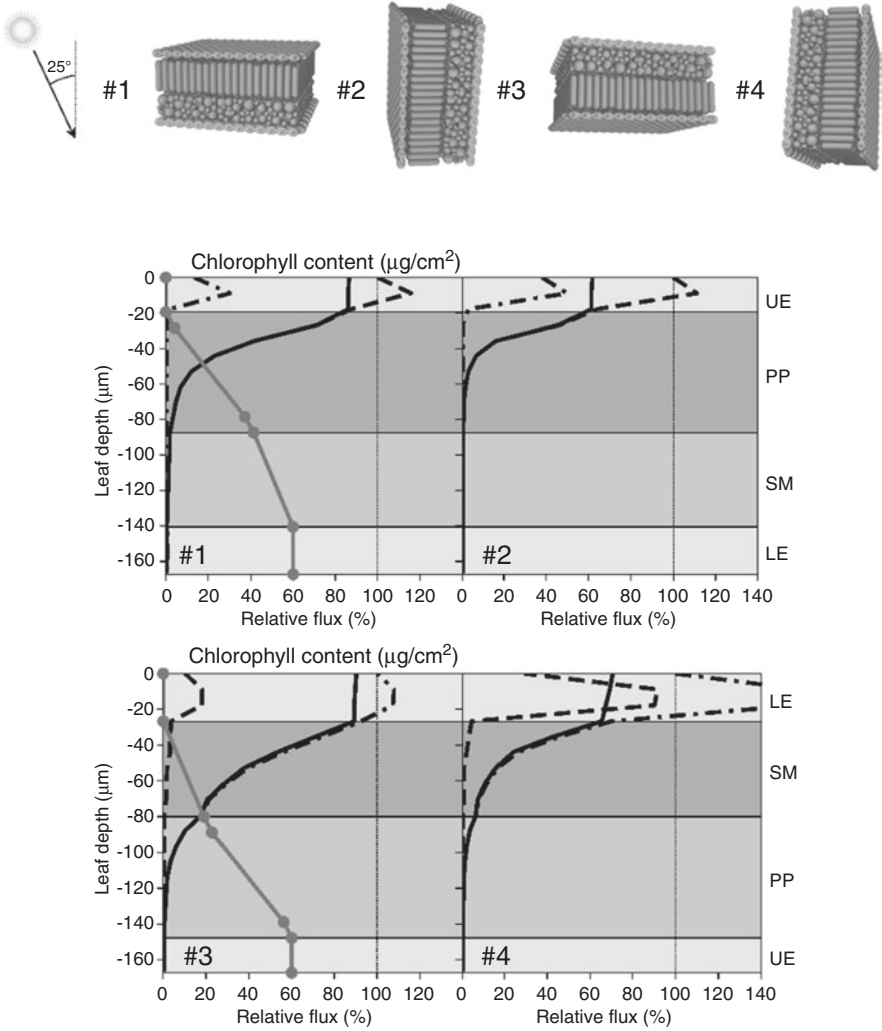 25°
#1
#2
#3
#4
Chlorophyll content (μg/cm²)
0
-20
-40
-60
-80
-100
-120
-140
-160
Leaf depth (μm)
#1
#2
UE
PP
SM
LE
0 20 40 60 80 100 120 0 20 40 60 80 100 120 140
Relative flux (%) Relative flux (%)
Chlorophyll content (μg/cm²)
0
-20
-40
-60
-80
-100
-120
-140
-160
Leaf depth (μm)
#3
#4
LE
SM
PP
UE
0 20 40 60 80 100 120 0 20 40 60 80 100 120 140
Relative flux (%) Relative flux (%)